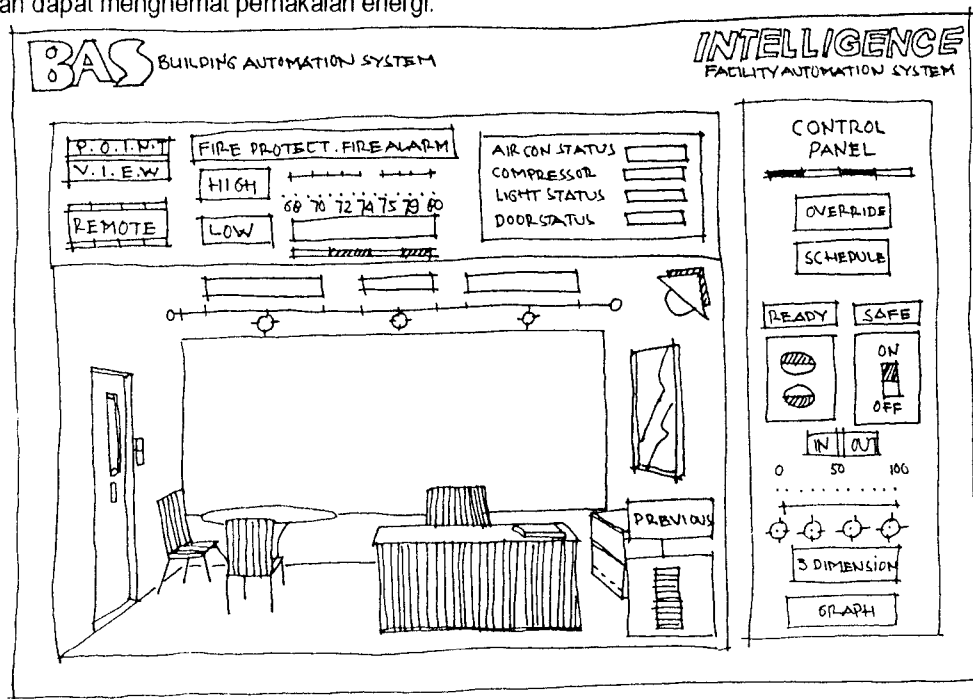 an dapat menghemat pemakaian energi.
BAS BUILDING AUTOMATION SYSTEM
INTELLIGENCE
FACILITY AUTOMATION SYSTEM
P.O.I.N.T
V.I.E.W
REMOTE
FIRE PROTECT. FIRE ALARM
HIGH
68 70 72 74 75 79 80
LOW
AIR CON STATUS
COMPRESSOR
LIGHT STATUS
DOOR STATUS
CONTROL
PANEL
OVERRIDE
SCHEDULE
READY SAFE
ON
OFF
IN OUT
0 50 100
3 DIMENSION
GRAPH
PREVIOUS